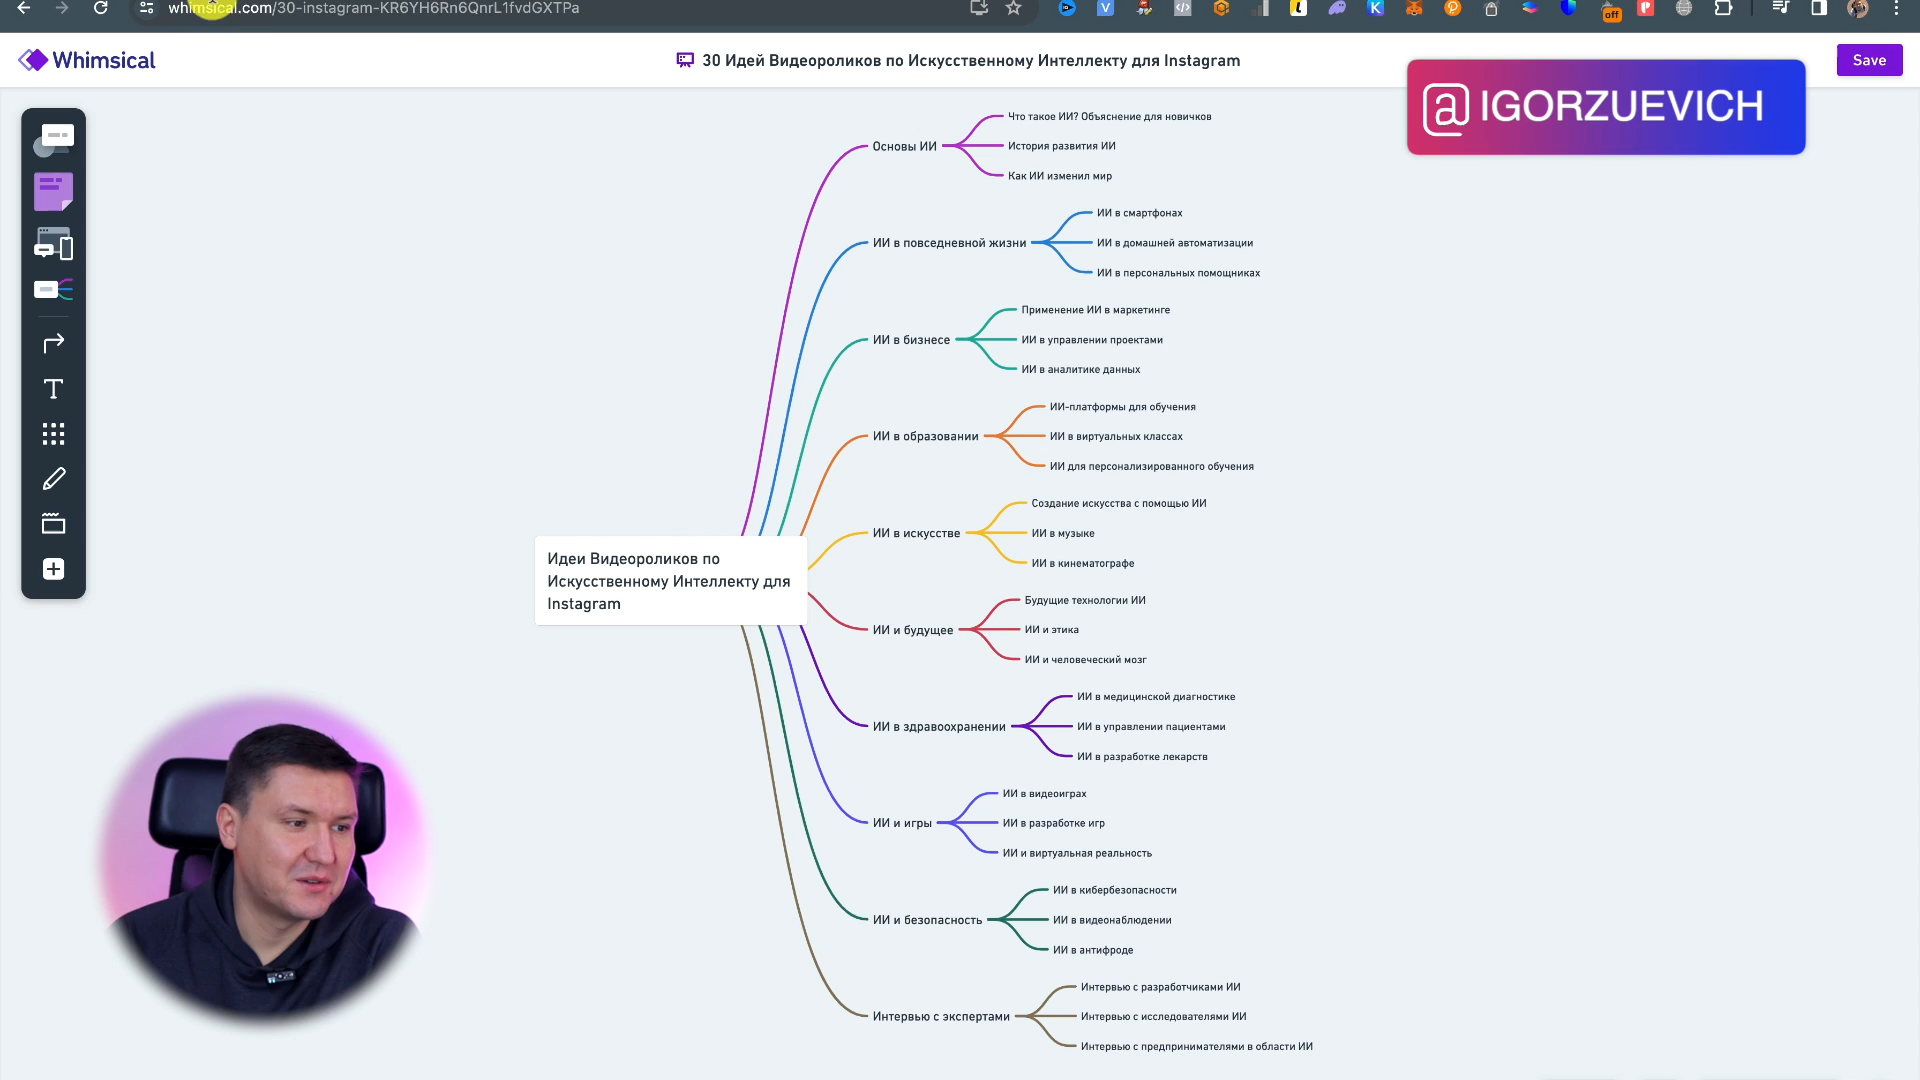 whimsical.com/30-instagram-KR6YH6Rn6QnrL1fvdGXTPa
off
Whimsical
30 Идей Видеороликов по Искусственному Интеллекту для Instagram
Save
@IGORZUEVICH
Основы ИИ
Что такое ИИ? Объяснение для новичков
История развития ИИ
Как ИИ изменил мир
ИИ в повседневной жизни
ИИ в смартфонах
ИИ в домашней автоматизации
ИИ в персональных помощниках
ИИ в бизнесе
Применение ИИ в маркетинге
ИИ в управлении проектами
ИИ в аналитике данных
ИИ в образовании
ИИ-платформы для обучения
ИИ в виртуальных классах
ИИ для персонализированного обучения
ИИ в искусстве
Создание искусства с помощью ИИ
ИИ в музыке
ИИ в кинематографе
Идеи Видеороликов по
Искусственному Интеллекту для
Instagram
ИИ и будущее
Будущие технологии ИИ
ИИ и этика
ИИ и человеческий мозг
ИИ в здравоохранении
ИИ в медицинской диагностике
ИИ в управлении пациентами
ИИ в разработке лекарств
ИИ и игры
ИИ в видеоиграх
ИИ в разработке игр
ИИ и виртуальная реальность
ИИ и безопасность
ИИ в кибербезопасности
ИИ в видеонаблюдении
ИИ в антифроде
Интервью с экспертами
Интервью с разработчиками ИИ
Интервью с исследователями ИИ
Интервью с предпринимателями в области ИИ